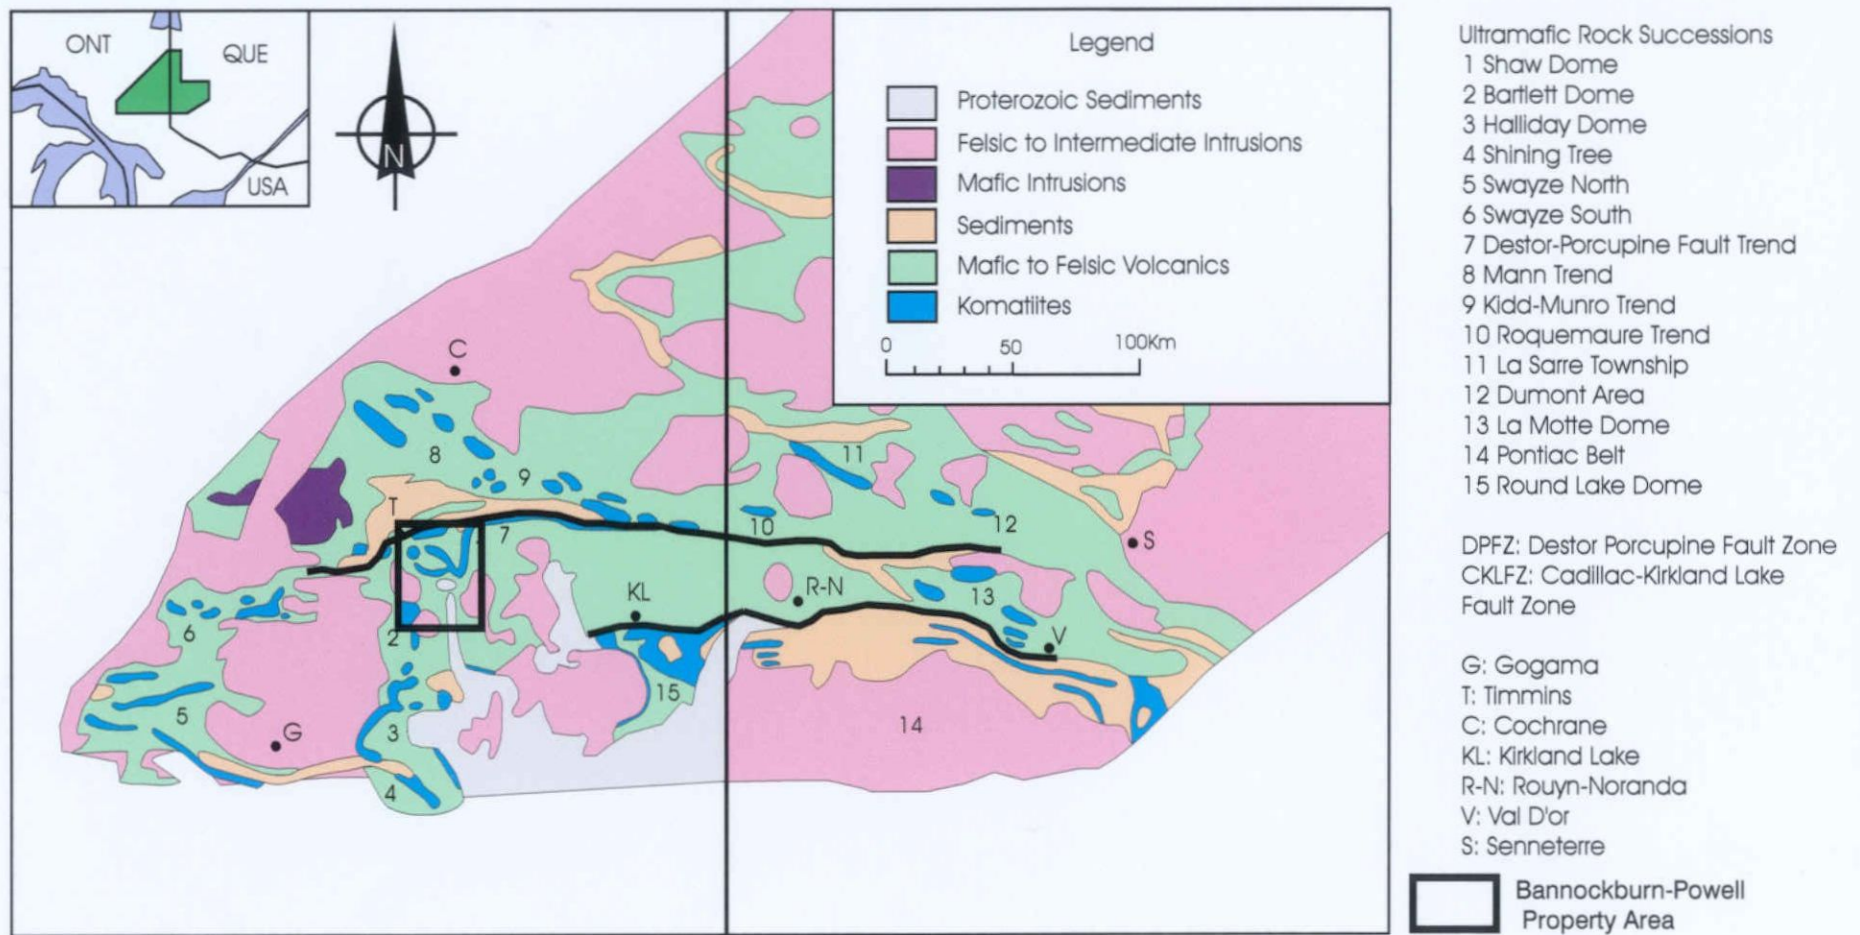 ONT
QUE
USA
N
Legend
Proterozoic Sediments
Felsic to Intermediate Intrusions
Mafic Intrusions
Sediments
Mafic to Felsic Volcanics
Komatiites
0 50 100Km
C
8
9
11
T
7
10
12
S
KL
R-N
13
6
2
V
15
5
G
3
14
4
Ultramafic Rock Successions
1 Shaw Dome
2 Bartlett Dome
3 Halliday Dome
4 Shining Tree
5 Swayze North
6 Swayze South
7 Destor-Porcupine Fault Trend
8 Mann Trend
9 Kidd-Munro Trend
10 Roquemaure Trend
11 La Sarre Township
12 Dumont Area
13 La Motte Dome
14 Pontiac Belt
15 Round Lake Dome
DPFZ: Destor Porcupine Fault Zone
CKLFZ: Cadillac-Kirkland Lake
Fault Zone
G: Gogama
T: Timmins
C: Cochrane
KL: Kirkland Lake
R-N: Rouyn-Noranda
V: Val D'or
S: Senneterre
Bannockburn-Powell
Property Area